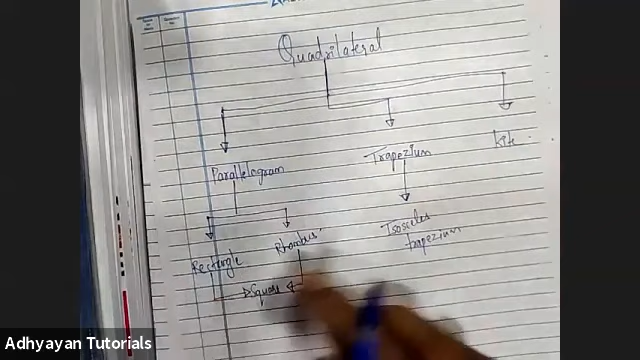 Quadrilateral
Parallelogram
Trapezium
kite
Rectangle
Rhombus
Isosceles
trapezium
Square
Adhyayan Tutorials